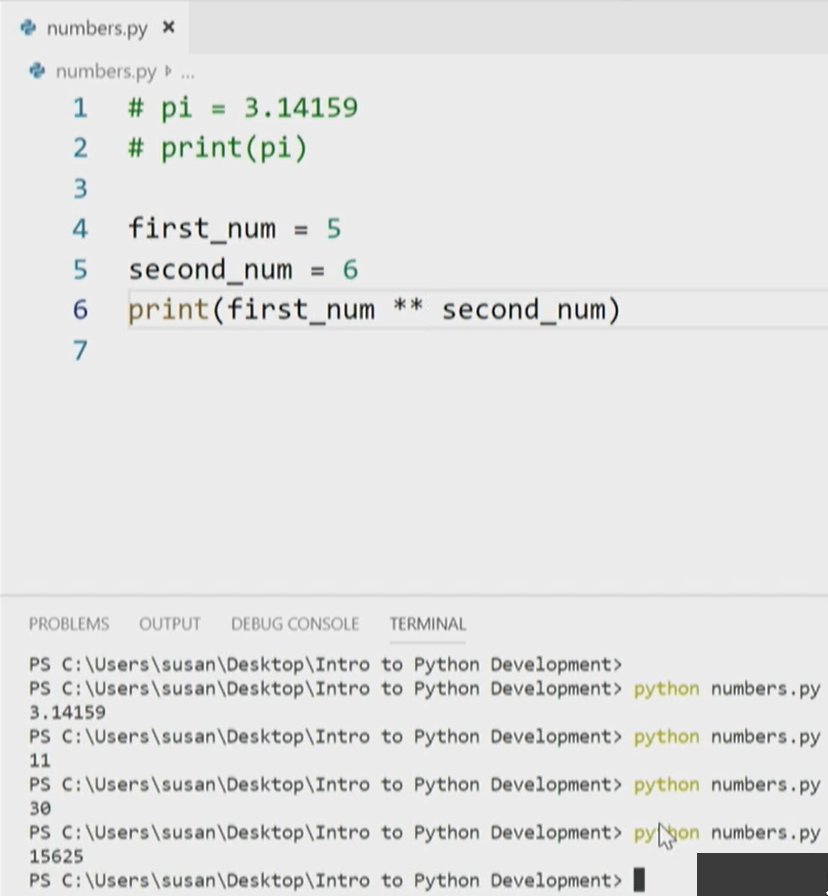 numbers.py ×
numbers.py ▸ ...
1 # pi = 3.14159
2 # print(pi)
3
4 first_num = 5
5 second_num = 6
6 print(first_num ** second_num)
7
PROBLEMS OUTPUT DEBUG CONSOLE TERMINAL
PS C:\Users\susan\Desktop\Intro to Python Development>
PS C:\Users\susan\Desktop\Intro to Python Development> python numbers.py
3.14159
PS C:\Users\susan\Desktop\Intro to Python Development> python numbers.py
11
PS C:\Users\susan\Desktop\Intro to Python Development> python numbers.py
30
PS C:\Users\susan\Desktop\Intro to Python Development> python numbers.py
15625
PS C:\Users\susan\Desktop\Intro to Python Development>